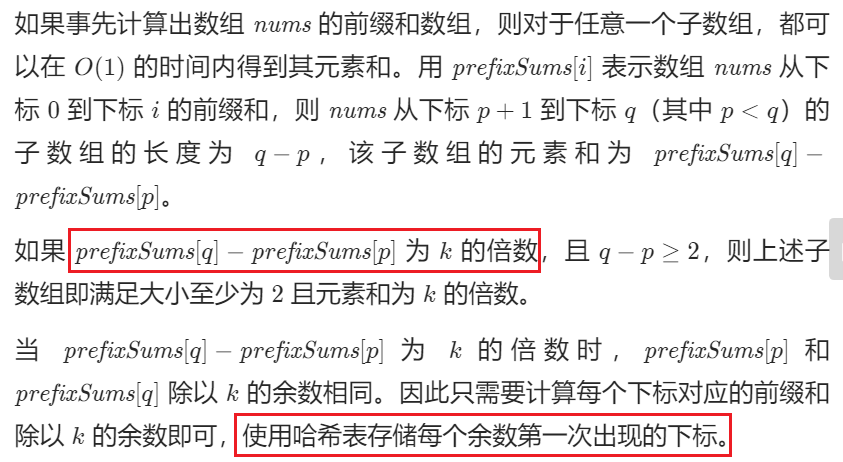 如果事先计算出数组 nums 的前缀和数组，则对于任意一个子数组，都可
以在 O(1) 的时间内得到其元素和。用 prefixSums[i] 表示数组 nums 从下
标 0 到下标 i 的前缀和，则 nums 从下标 p + 1 到下标 q（其中 p < q）的
子数组的长度为 q − p，该子数组的元素和为 prefixSums[q] −
prefixSums[p]。
如果 prefixSums[q] − prefixSums[p] 为 k 的倍数，且 q − p ≥ 2，则上述子
数组即满足大小至少为 2 且元素和为 k 的倍数。
当 prefixSums[q] − prefixSums[p] 为 k 的倍数时，prefixSums[p] 和
prefixSums[q] 除以 k 的余数相同。因此只需要计算每个下标对应的前缀和
除以 k 的余数即可，使用哈希表存储每个余数第一次出现的下标。